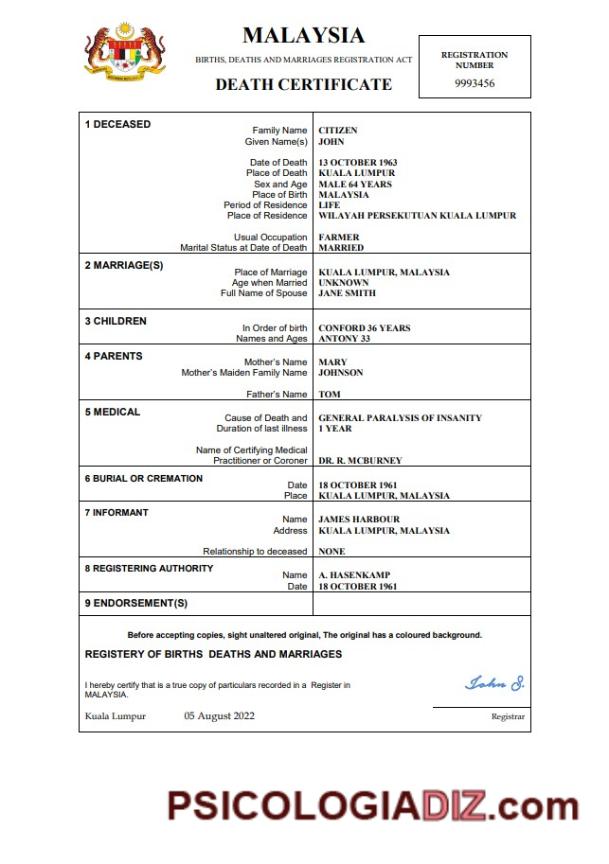 MALAYSIA
BIRTHS, DEATHS AND MARRIAGES REGISTRATION ACT
DEATH CERTIFICATE
REGISTRATION
NUMBER
9993456
1 DECEASED
Family Name CITIZEN
Given Name(s) JOHN
Date of Death 13 OCTOBER 1963
Place of Death KUALA LUMPUR
Sex and Age MALE 64 YEARS
Place of Birth MALAYSIA
Period of Residence LIFE
Place of Residence WILAYAH PERSEKUTUAN KUALA LUMPUR
Usual Occupation FARMER
Marital Status at Date of Death MARRIED
2 MARRIAGE(S)
Place of Marriage KUALA LUMPUR, MALAYSIA
Age when Married UNKNOWN
Full Name of Spouse JANE SMITH
3 CHILDREN
In Order of birth CONFORD 36 YEARS
Names and Ages ANTONY 33
4 PARENTS
Mother's Name MARY
Mother's Maiden Family Name JOHNSON
Father's Name TOM
5 MEDICAL
Cause of Death and GENERAL PARALYSIS OF INSANITY
Duration of last illness 1 YEAR
Name of Certifying Medical
Practitioner or Coroner DR. R. MCBURNEY
6 BURIAL OR CREMATION
Date 18 OCTOBER 1961
Place KUALA LUMPUR, MALAYSIA
7 INFORMANT
Name JAMES HARBOUR
Address KUALA LUMPUR, MALAYSIA
Relationship to deceased NONE
8 REGISTERING AUTHORITY
Name A. HASENKAMP
Date 18 OCTOBER 1961
9 ENDORSEMENT(S)
Before accepting copies, sight unaltered original, The original has a coloured background.
REGISTERY OF BIRTHS DEATHS AND MARRIAGES
I hereby certify that is a true copy of particulars recorded in a Register in
MALAYSIA.
John S.
Kuala Lumpur 05 August 2022
Registrar
PSICOLOGIADIZ.com